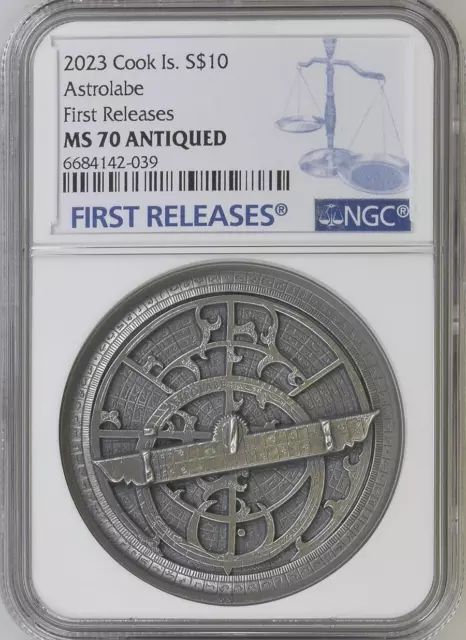 2023 Cook Is. S$10
Astrolabe
First Releases
MS 70 ANTIQUED
6684142-039
FIRST RELEASES®
NGC®